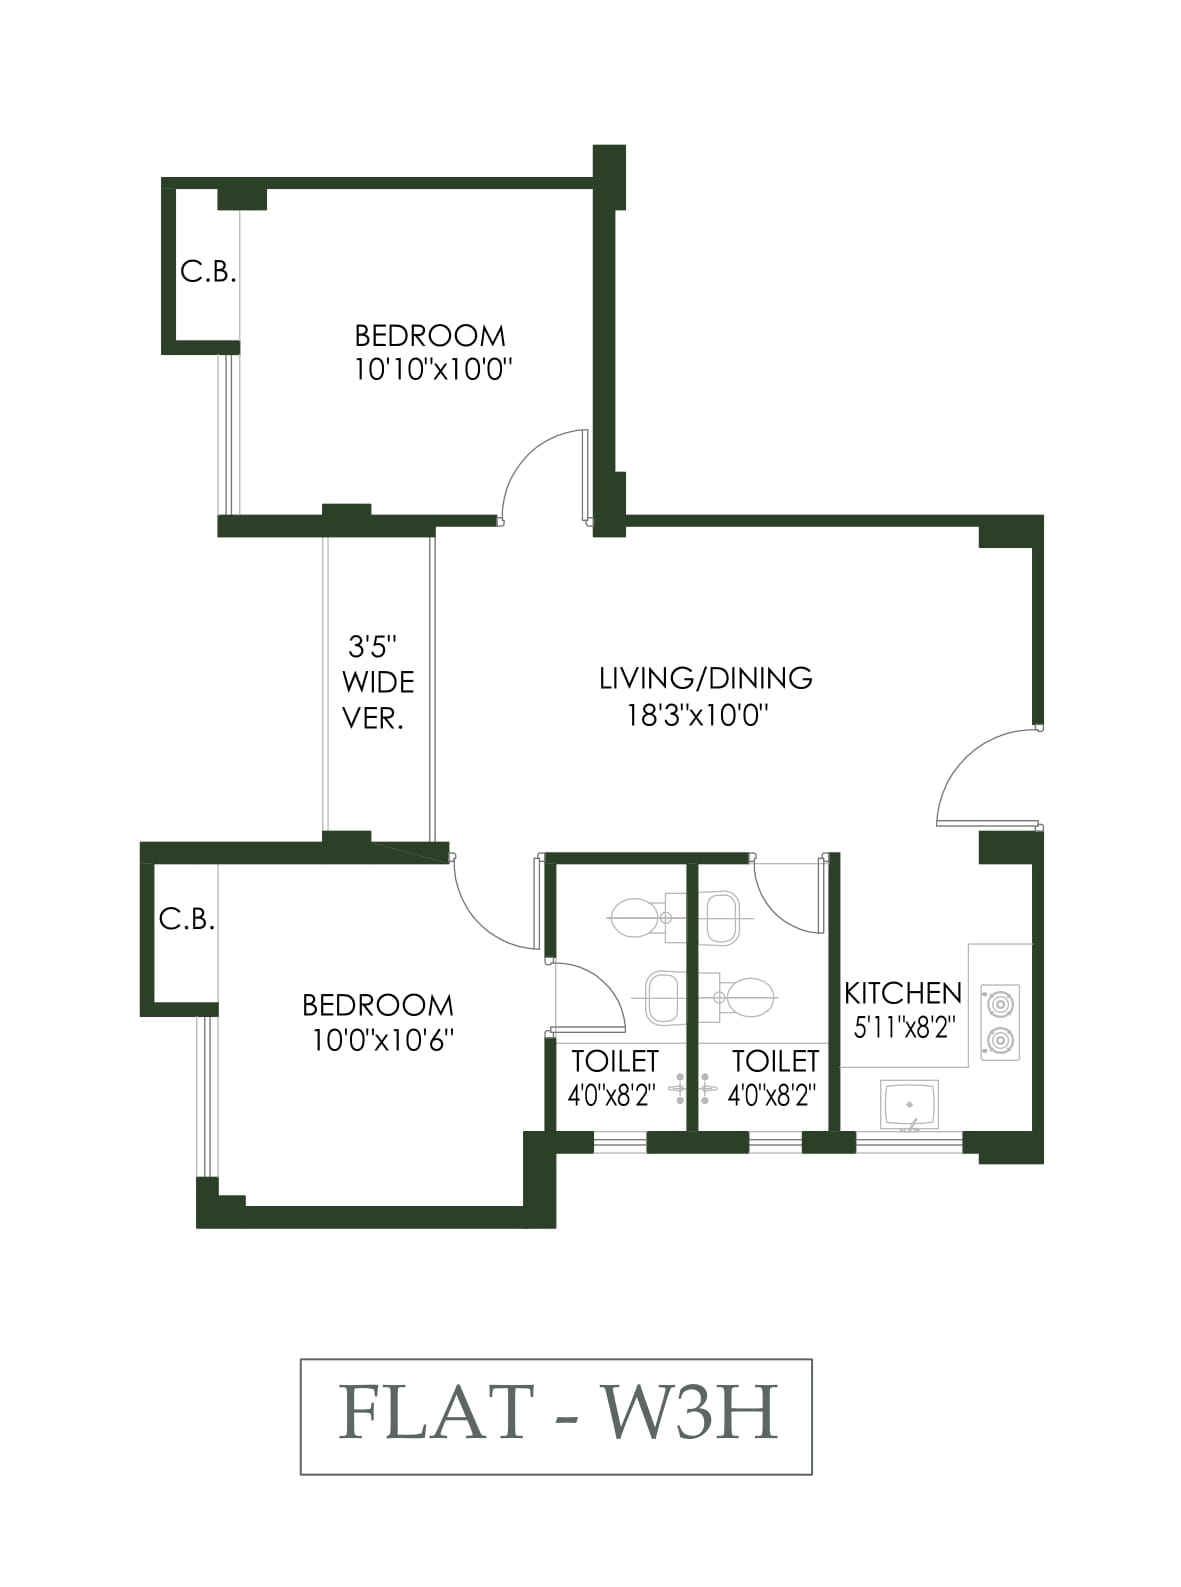 C.B.
BEDROOM
10'10"x10'0"
3'5"
WIDE
VER.
LIVING/DINING
18'3"x10'0"
C.B.
BEDROOM
10'0"x10'6"
TOILET
4'0"x8'2"
TOILET
4'0"x8'2"
KITCHEN
5'11"x8'2"
FLAT - W3H